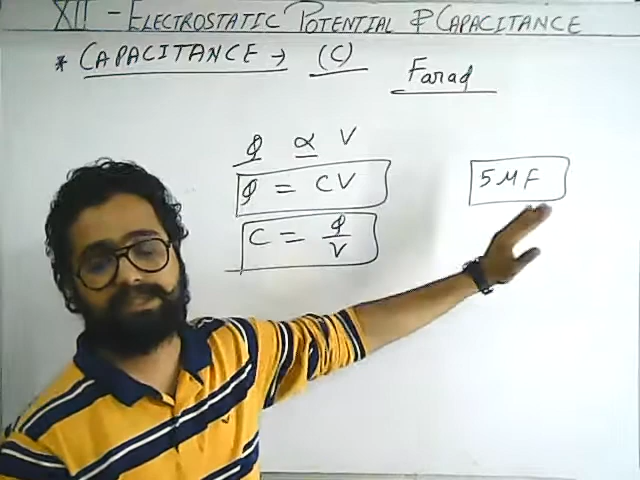 XII - ELECTROSTATIC POTENTIAL & CAPACITANCE
* CAPACITANCE → (C)
Farad
Q ∝ V
Q = CV
5 μF
C = Q/V